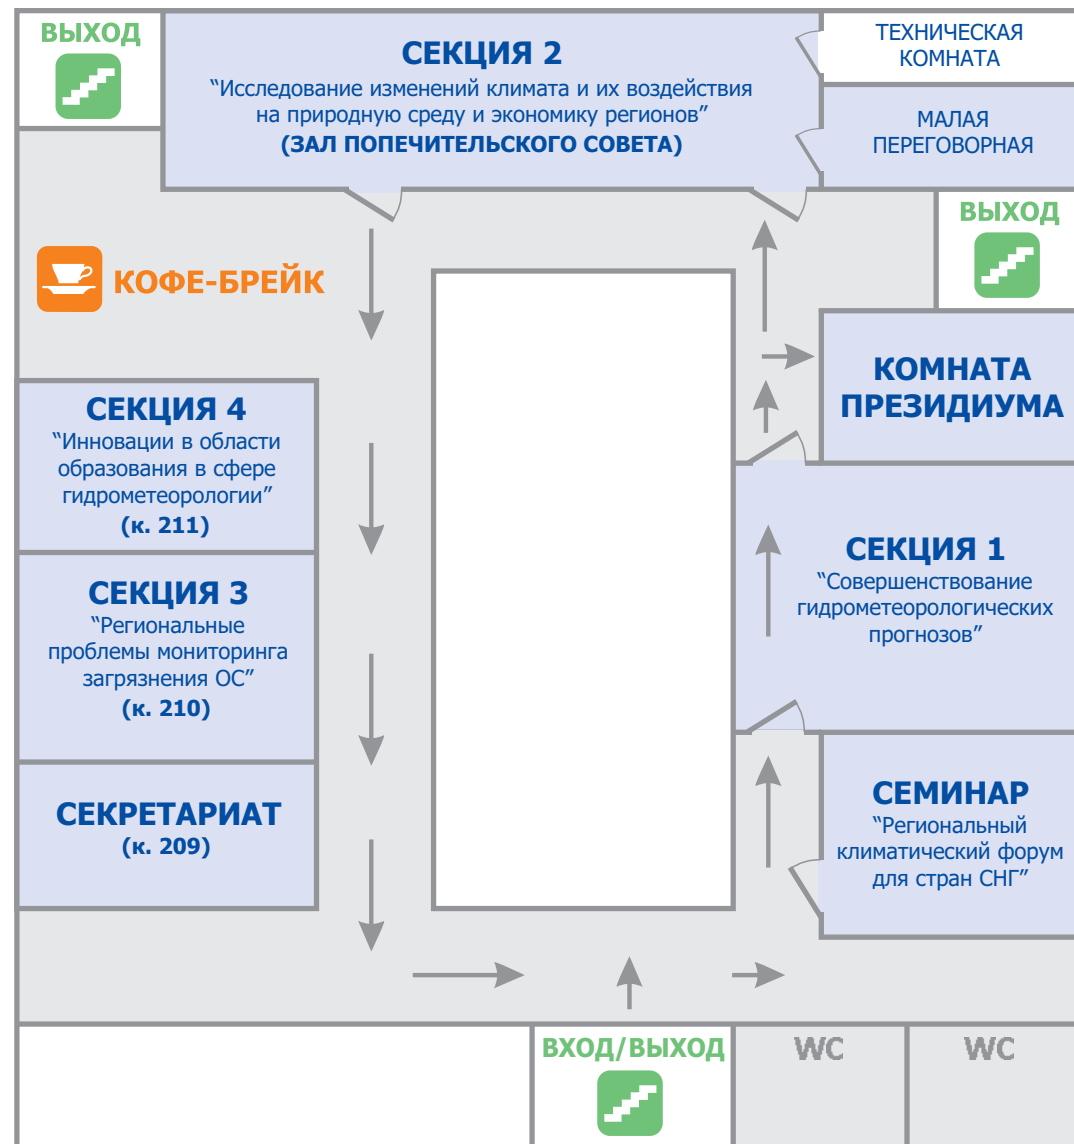 ВЫХОД
СЕКЦИЯ 2
“Исследование изменений климата и их воздействия
на природную среду и экономику регионов”
(ЗАЛ ПОПЕЧИТЕЛЬСКОГО СОВЕТА)
ТЕХНИЧЕСКАЯ
КОМНАТА
МАЛАЯ
ПЕРЕГОВОРНАЯ
ВЫХОД
КОФЕ-БРЕЙК
КОМНАТА
ПРЕЗИДИУМА
СЕКЦИЯ 4
“Инновации в области
образования в сфере
гидрометеорологии”
(к. 211)
СЕКЦИЯ 1
“Совершенствование
гидрометеорологических
прогнозов”
СЕКЦИЯ 3
“Региональные
проблемы мониторинга
загрязнения ОС”
(к. 210)
СЕКРЕТАРИАТ
(к. 209)
СЕМИНАР
“Региональный
климатический форум
для стран СНГ”
ВХОД/ВЫХОД
WC
WC